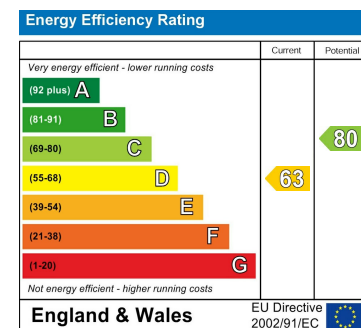 Energy Efficiency Rating
Current Potential
Very energy efficient - lower running costs
(92 plus) A
(81-91) B
(69-80) C
80
(55-68) D
63
(39-54) E
(21-38) F
(1-20) G
Not energy efficient - higher running costs
England & Wales
EU Directive
2002/91/EC